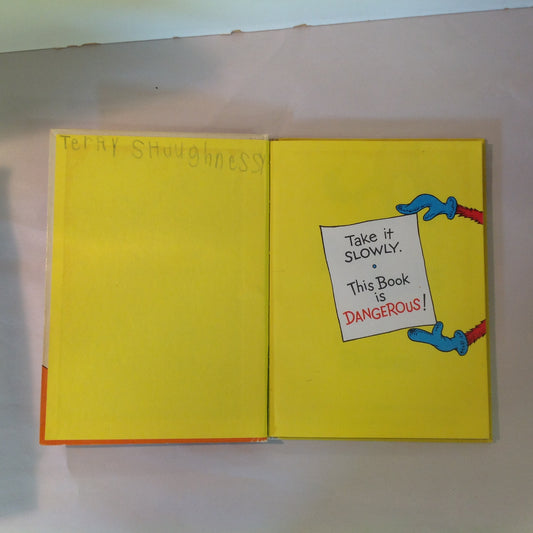 Terry Shaughnessy
Take it
SLOWLY.
This Book
is
DANGEROUS!